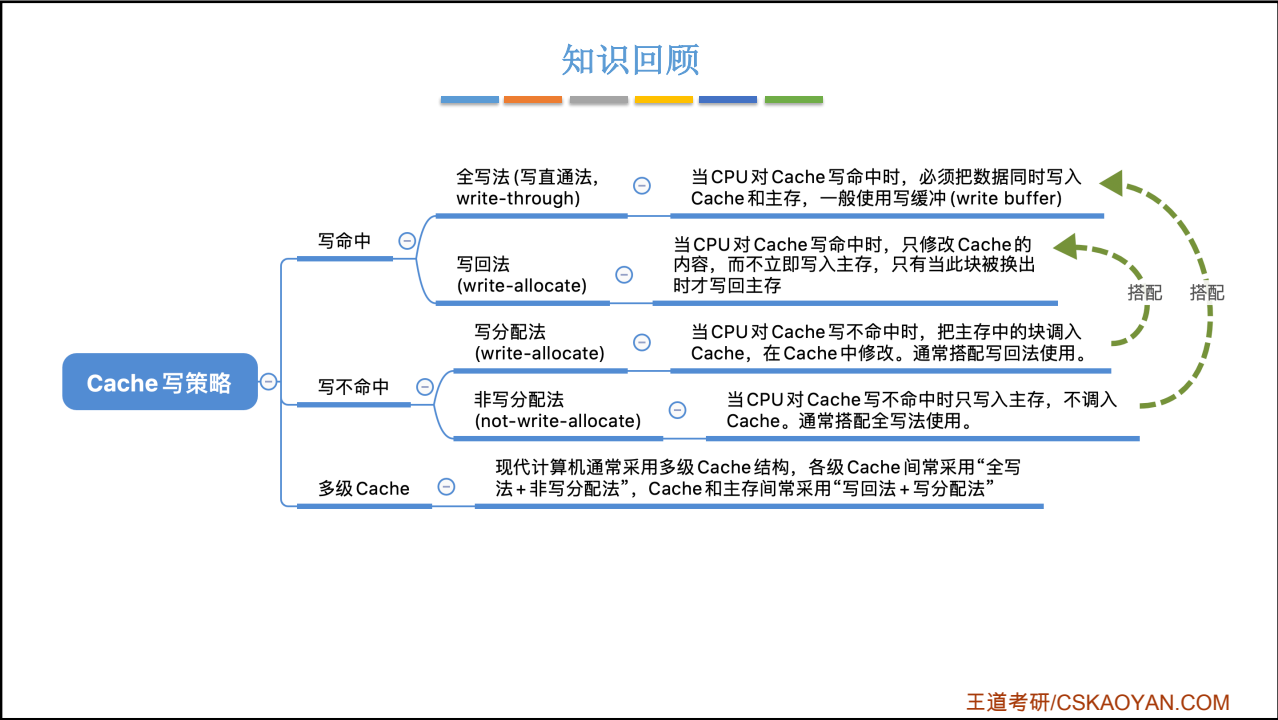 知识回顾
全写法 (写直通法,
write-through)
当CPU对Cache写命中时，必须把数据同时写入
Cache和主存，一般使用写缓冲 (write buffer)
写命中
当CPU对Cache写命中时，只修改Cache的
内容，而不立即写入主存，只有当此块被换出
时才写回主存
写回法
(write-allocate)
搭配
搭配
写分配法
(write-allocate)
当CPU对Cache写不命中时，把主存中的块调入
Cache，在Cache中修改。通常搭配写回法使用。
Cache写策略
写不命中
非写分配法
(not-write-allocate)
当CPU对Cache写不命中时只写入主存，不调入
Cache。通常搭配全写法使用。
多级Cache
现代计算机通常采用多级Cache结构，各级Cache间常采用“全写
法+非写分配法”，Cache和主存间常采用“写回法+写分配法”
王道考研/CSKAOYAN.COM